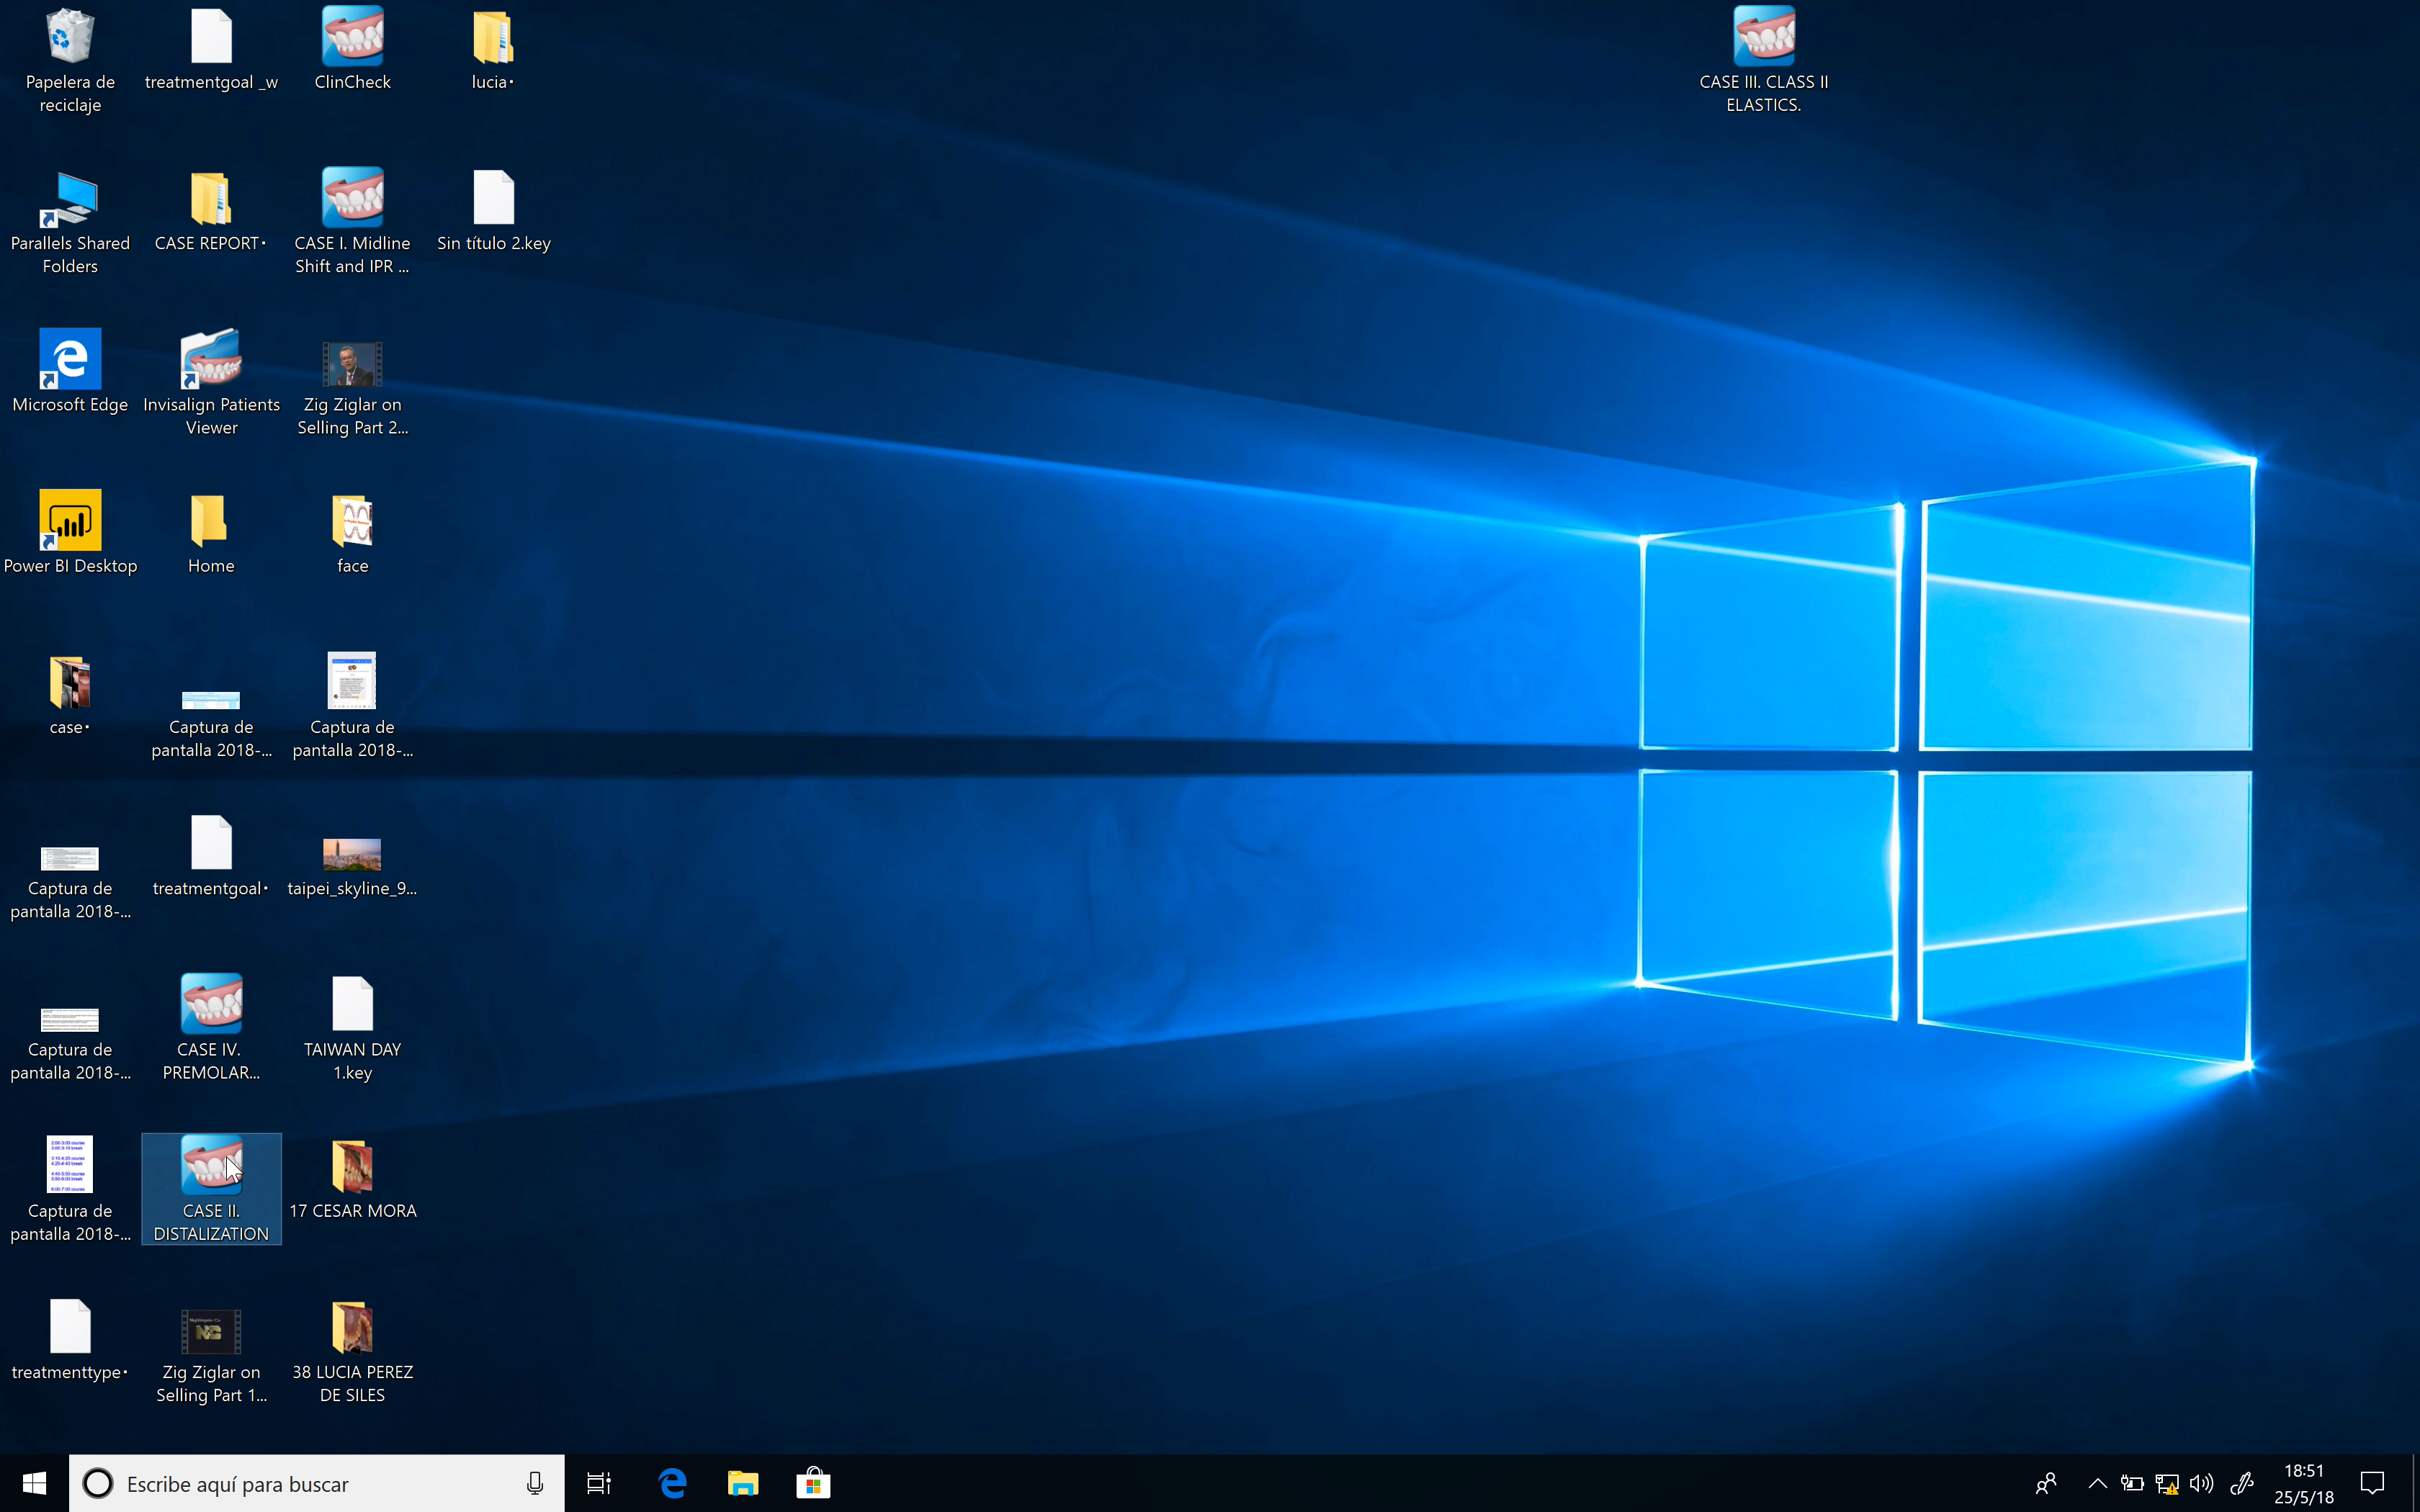 Papelera de
reciclaje
treatmentgoal _w
ClinCheck
lucia
CASE III. CLASS II
ELASTICS.
Parallels Shared
Folders
CASE REPORT
CASE I. Midline
Shift and IPR ...
Sin título 2.key
Microsoft Edge
Invisalign Patients
Viewer
Zig Ziglar on
Selling Part 2...
Power BI Desktop
Home
face
case
Captura de
pantalla 2018-...
Captura de
pantalla 2018-...
Captura de
pantalla 2018-...
treatmentgoal
taipei_skyline_9...
Captura de
pantalla 2018-...
CASE IV.
PREMOLAR...
TAIWAN DAY
1.key
Captura de
pantalla 2018-...
CASE II.
DISTALIZATION
17 CESAR MORA
treatmenttype
Zig Ziglar on
Selling Part 1...
38 LUCIA PEREZ
DE SILES
Escribe aquí para buscar
18:51
25/5/18